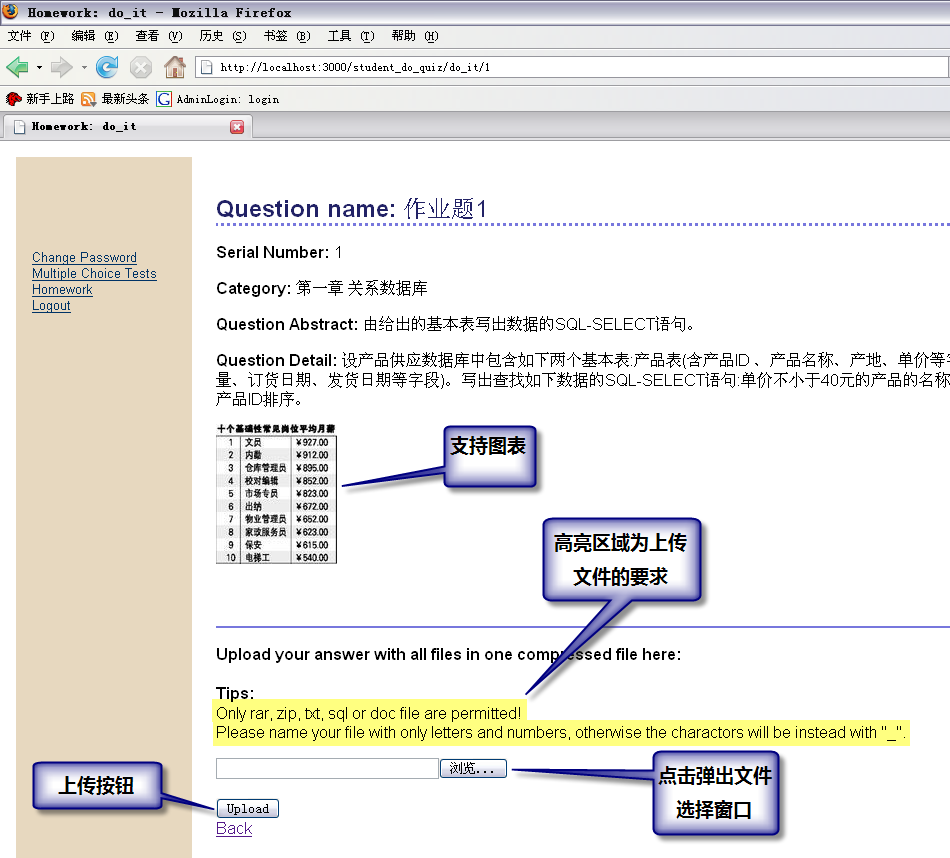 Homework: do_it - Mozilla Firefox
文件 (F) 编辑 (E) 查看 (V) 历史 (S) 书签 (B) 工具 (T) 帮助 (H)
http://localhost:3000/student_do_quiz/do_it/1
新手上路 最新头条 AdminLogin: login
Homework: do_it
Change Password
Multiple Choice Tests
Homework
Logout
Question name: 作业题1
Serial Number: 1
Category: 第一章 关系数据库
Question Abstract: 由给出的基本表写出数据的SQL-SELECT语句。
Question Detail: 设产品供应数据库中包含如下两个基本表:产品表(含产品ID 、产品名称、产地、单价等字
量、订货日期、发货日期等字段)。写出查找如下数据的SQL-SELECT语句:单价不小于40元的产品的名称
产品ID排序。
十个基础性常见岗位平均月薪
1 文员 ¥927.00
2 内勤 ¥912.00
3 仓库管理员 ¥895.00
4 校对编辑 ¥852.00
5 市场专员 ¥823.00
6 出纳 ¥672.00
7 物业管理员 ¥652.00
8 家政服务员 ¥623.00
9 保安 ¥615.00
10 电梯工 ¥540.00
支持图表
高亮区域为上传
文件的要求
Upload your answer with all files in one compressed file here:
Tips:
Only rar, zip, txt, sql or doc file are permitted!
Please name your file with only letters and numbers, otherwise the charactors will be instead with "_".
浏览...
点击弹出文件
选择窗口
上传按钮
Upload
Back